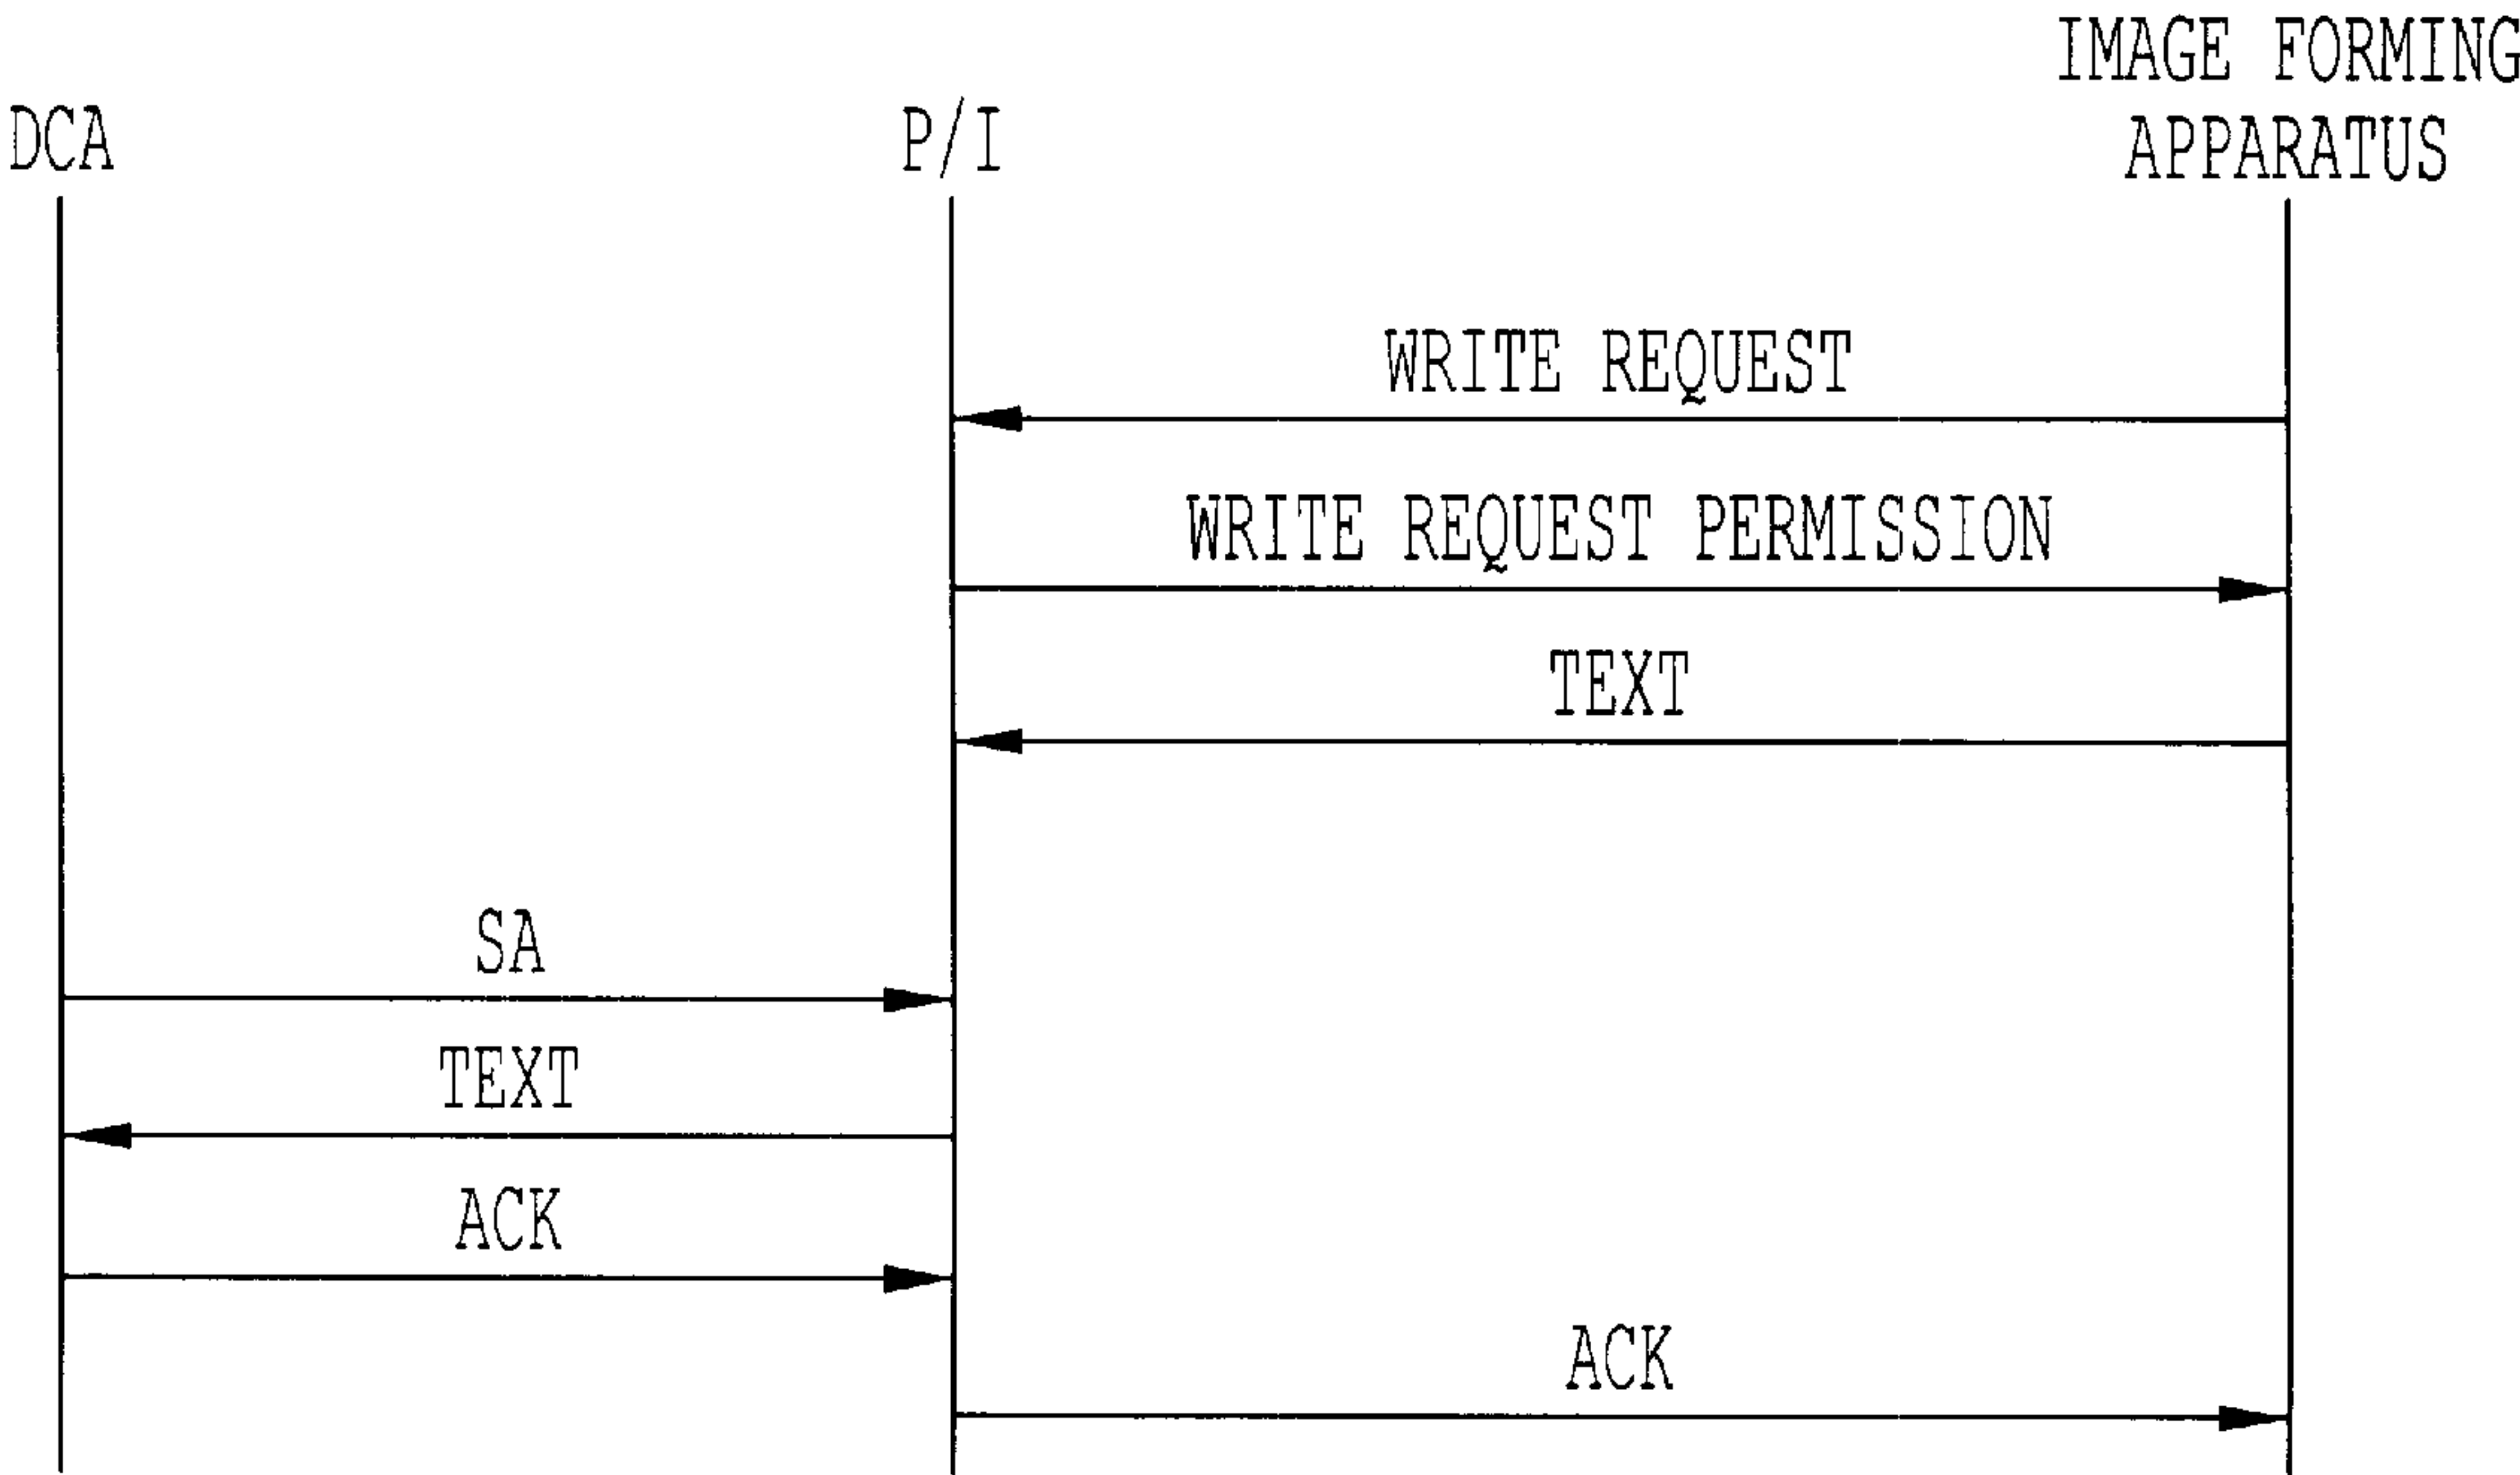 IMAGE FORMING
APPARATUS
DCA
P/I
WRITE REQUEST
WRITE REQUEST PERMISSION
TEXT
SA
TEXT
ACK
ACK